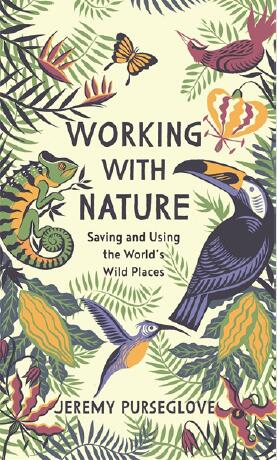 WORKING
WITH
NATURE
Saving and Using
the World's
Wild Places
JEREMY PURSEGLOVE